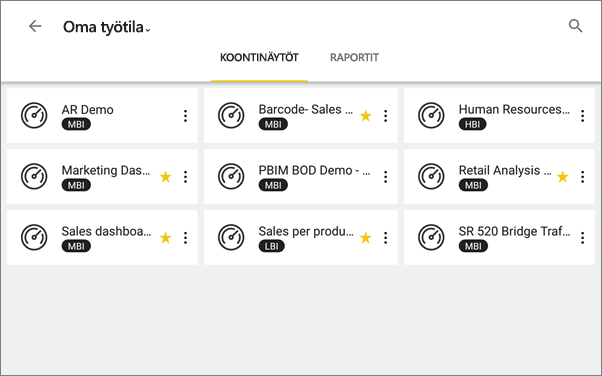 Oma työtila
KOONTINÄYTÖT RAPORTIT
AR Demo
MBI
Barcode- Sales ...
MBI
Human Resources...
HBI
Marketing Das...
MBI
PBIM BOD Demo - ...
MBI
Retail Analysis ...
MBI
Sales dashboa...
MBI
Sales per produ...
LBI
SR 520 Bridge Traf...
MBI